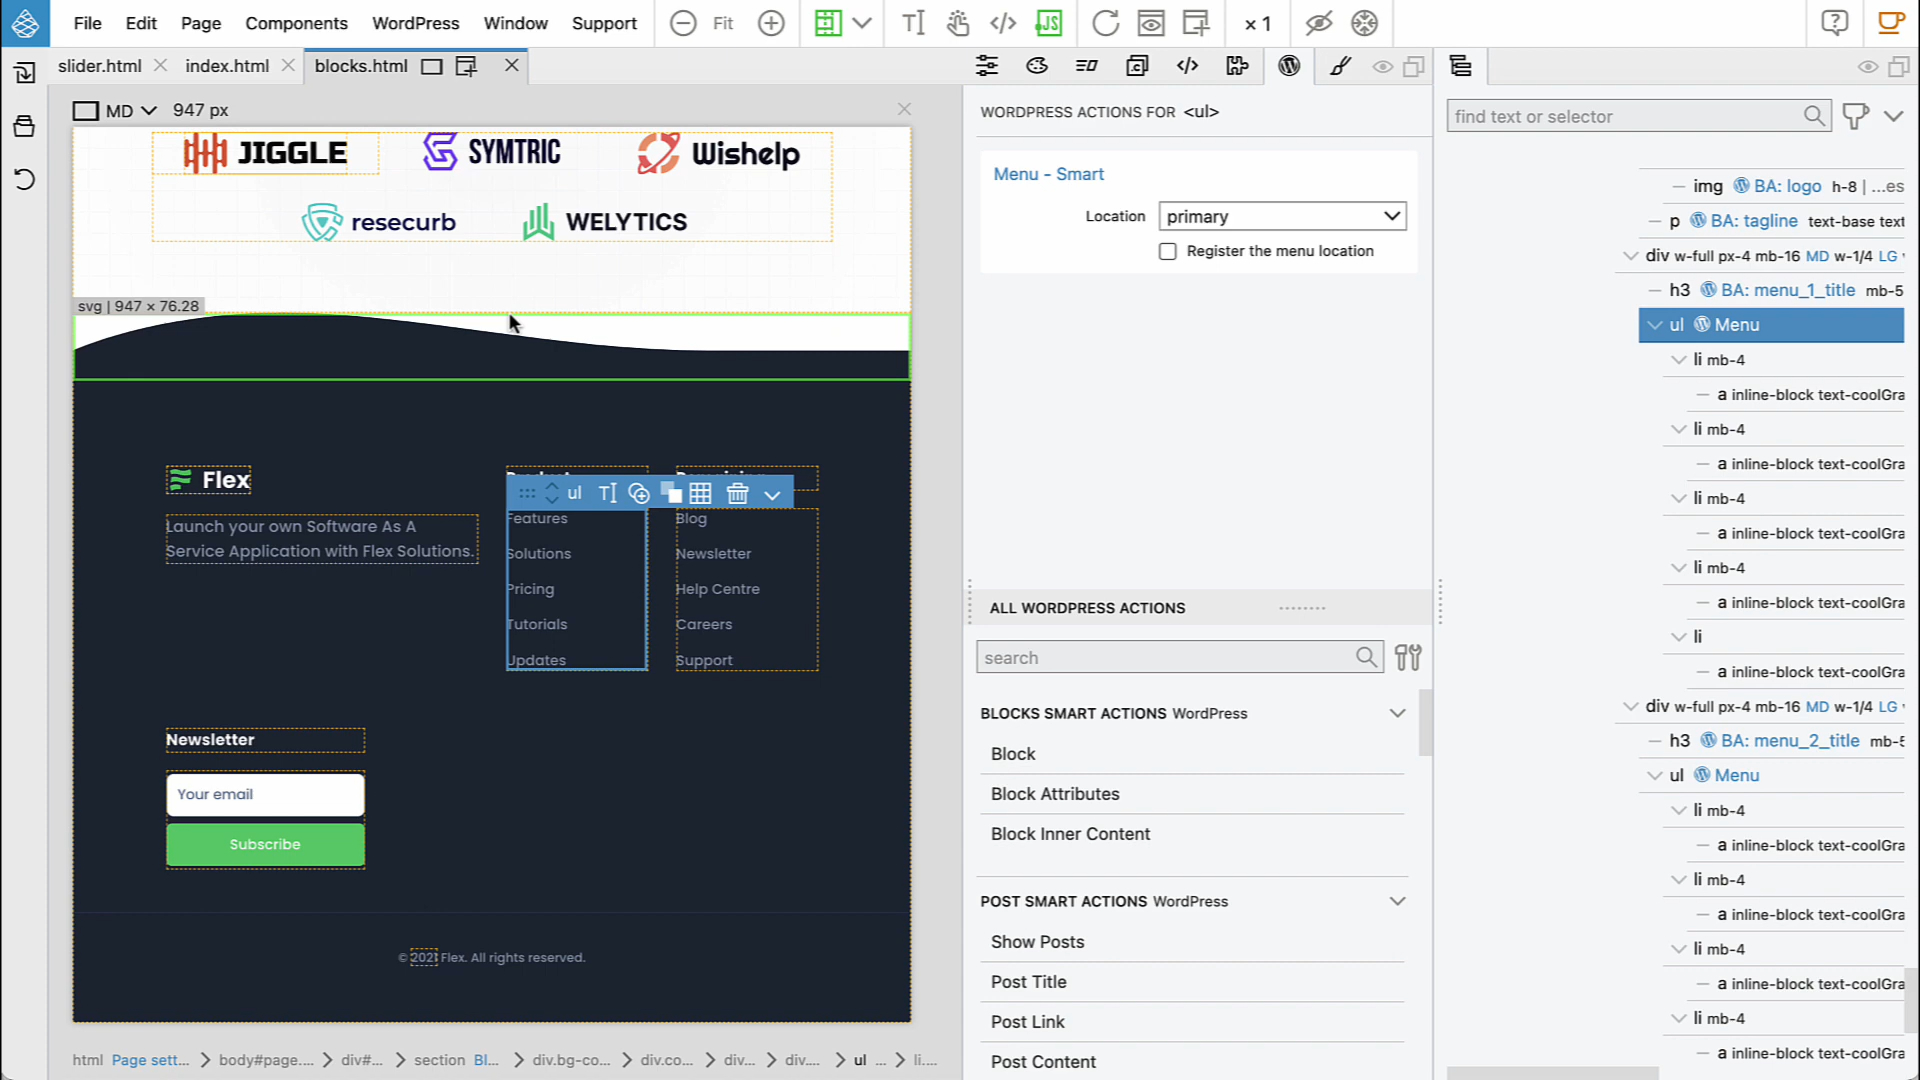 File Edit Page Components WordPress Window Support Fit JS × 1
slider.html index.html blocks.html
MD 947 px
JIGGLE SYMTRIC Wishelp
resecurb WELYTICS
svg | 947 × 76.28
Flex
Launch your own Software As A
Service Application with Flex Solutions.
ul
Features
Solutions
Pricing
Tutorials
Updates
Blog
Newsletter
Help Centre
Careers
Support
Newsletter
Your email
Subscribe
© 2021 Flex. All rights reserved.
html Page sett... body#page.... div#... section Bl... div.bg-co... div.co... div... div.... ul ... li....
WORDPRESS ACTIONS FOR <ul>
Menu - Smart
Location primary
Register the menu location
ALL WORDPRESS ACTIONS
search
BLOCKS SMART ACTIONS WordPress
Block
Block Attributes
Block Inner Content
POST SMART ACTIONS WordPress
Show Posts
Post Title
Post Link
Post Content
find text or selector
img BA: logo h-8 | ...es
p BA: tagline text-base text
div w-full px-4 mb-16 MD w-1/4 LG
h3 BA: menu_1_title mb-5
ul Menu
li mb-4
a inline-block text-coolGra
li mb-4
a inline-block text-coolGra
li mb-4
a inline-block text-coolGra
li mb-4
a inline-block text-coolGra
li
a inline-block text-coolGra
div w-full px-4 mb-16 MD w-1/4 LG
h3 BA: menu_2_title mb-5
ul Menu
li mb-4
a inline-block text-coolGra
li mb-4
a inline-block text-coolGra
li mb-4
a inline-block text-coolGra
li mb-4
a inline-block text-coolGra